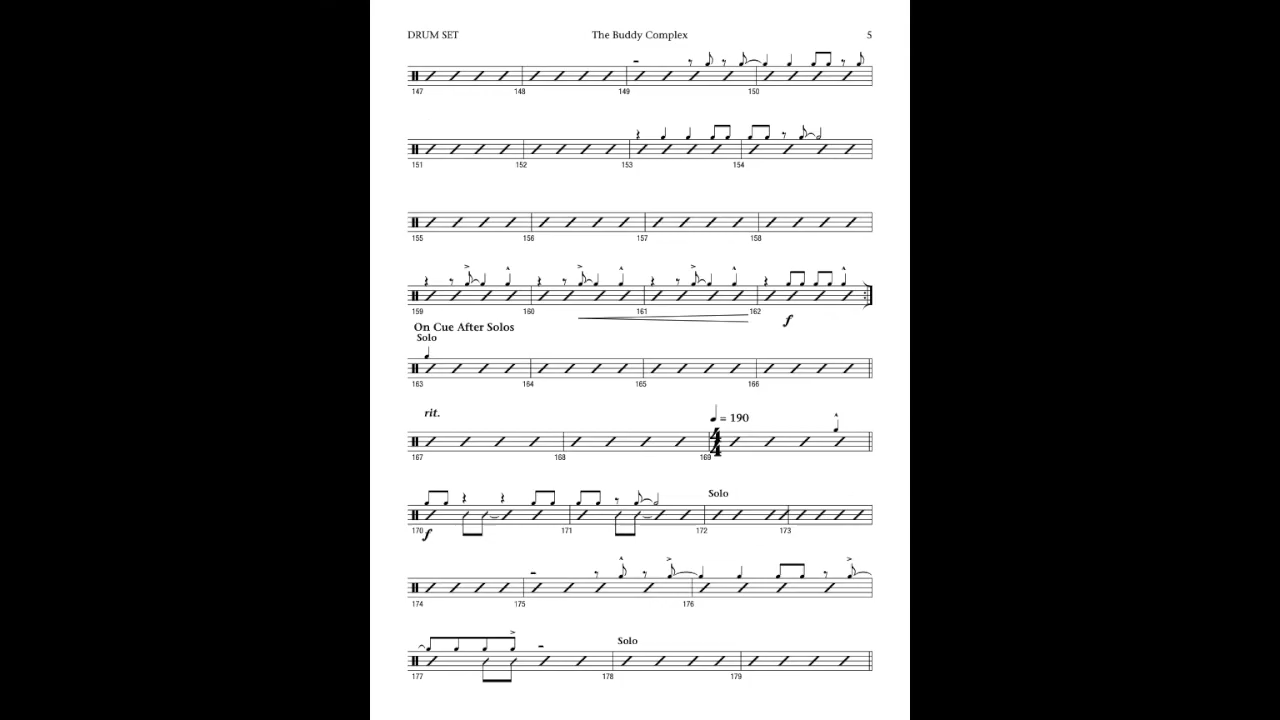 DRUM SET The Buddy Complex 5
147 148 149 150
151 152 153 154
155 156 157 158
159 160 161 162
f
On Cue After Solos
Solo
163 164 165 166
rit.
= 190
4
4
167 168 169
Solo
170 171 172 173
f
174 175 176
Solo
177 178 179